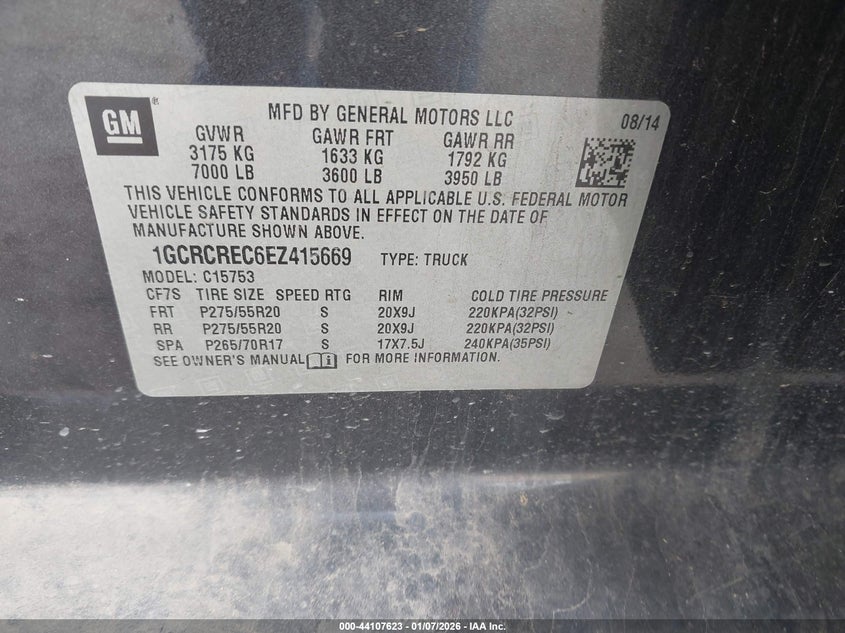 GM®
MFD BY GENERAL MOTORS LLC
08/14
GVWR GAWR FRT GAWR RR
3175 KG 1633 KG 1792 KG
7000 LB 3600 LB 3950 LB
THIS VEHICLE CONFORMS TO ALL APPLICABLE U.S. FEDERAL MOTOR
VEHICLE SAFETY STANDARDS IN EFFECT ON THE DATE OF
MANUFACTURE SHOWN ABOVE.
1GCRCREC6EZ415669 TYPE: TRUCK
MODEL: C15753
CF7S TIRE SIZE SPEED RTG RIM COLD TIRE PRESSURE
FRT P275/55R20 S 20X9J 220KPA(32PSI)
RR P275/55R20 S 20X9J 220KPA(32PSI)
SPA P265/70R17 S 17X7.5J 240KPA(35PSI)
SEE OWNER'S MANUAL FOR MORE INFORMATION.
000-44107623 - 01/07/2026 - IAA Inc.